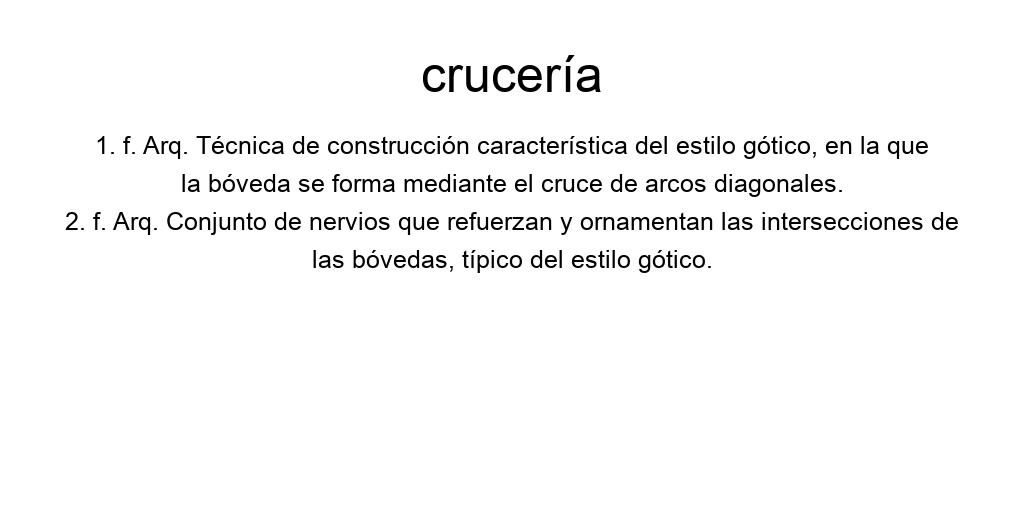 crucería
1. f. Arq. Técnica de construcción característica del estilo gótico, en la que
la bóveda se forma mediante el cruce de arcos diagonales.
2. f. Arq. Conjunto de nervios que refuerzan y ornamentan las intersecciones de
las bóvedas, típico del estilo gótico.